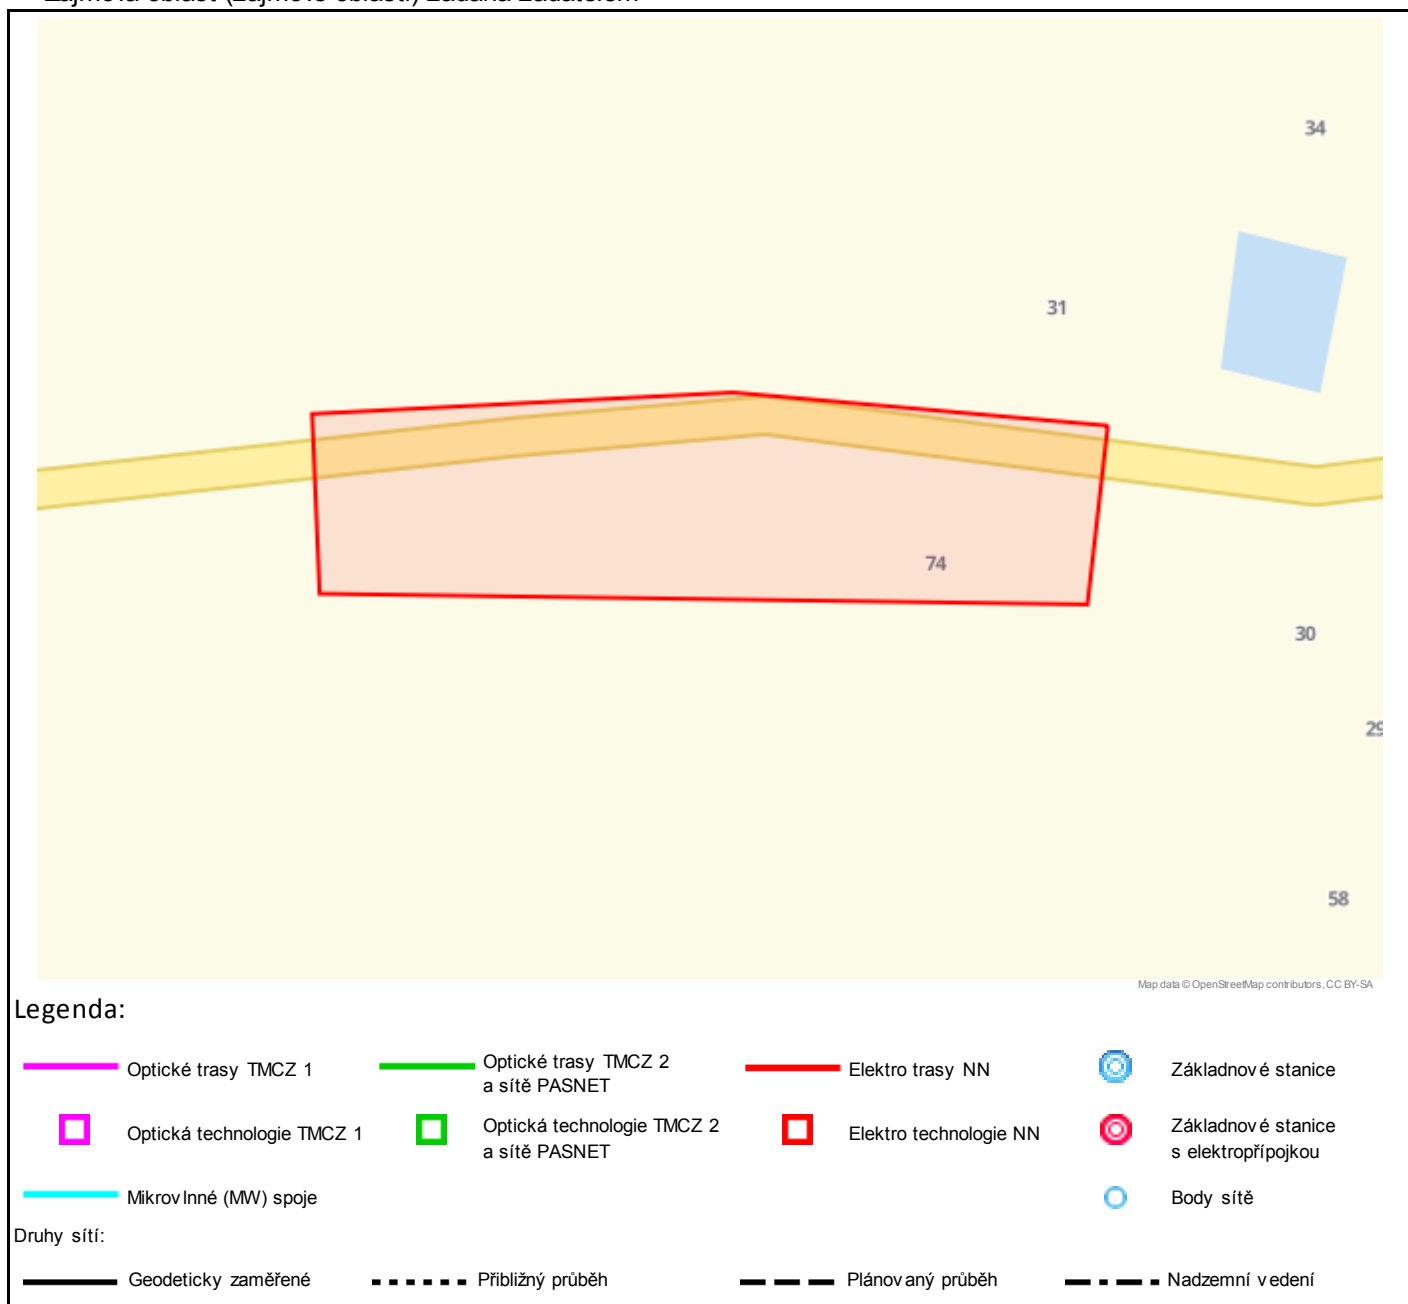 34
31
74
30
29
58
Map data © OpenStreetMap contributors, CC BY-SA
Legenda:
Optické trasy TMCZ 1
Optické trasy TMCZ 2
a sítě PASNET
Elektro trasy NN
Základnové stanice
Optická technologie TMCZ 1
Optická technologie TMCZ 2
a sítě PASNET
Elektro technologie NN
Základnové stanice
s elektropřípojkou
Mikrovlnné (MW) spoje
Body sítě
Druhy sítí:
Geodeticky zaměřené
Přibližný průběh
Plánovaný průběh
Nadzemní vedení